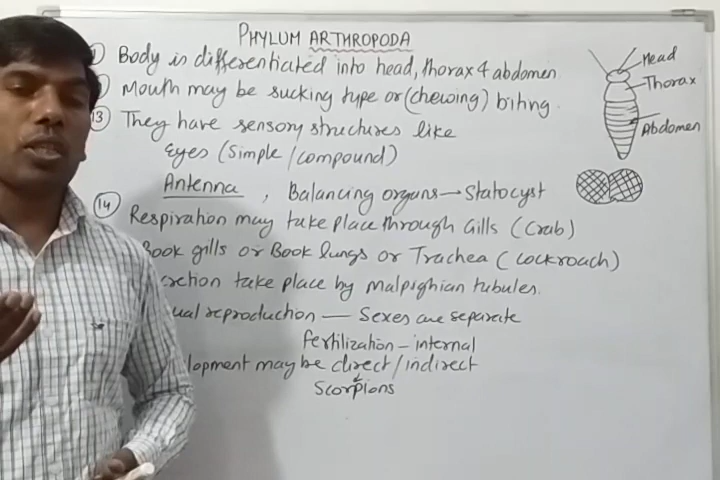 PHYLUM ARTHROPODA
) Body is differentiated into head, thorax & abdomen
) Mouth may be sucking type or (chewing) biting.
13 They have sensory structures like
Eyes (Simple/compound)
Antenna, Balancing organs — Statocyst
14 Respiration may take place through Gills (Crab)
Book gills or Book lungs or Trachea (Cockroach)
cretion take place by malpighian tubules.
ual reproduction — Sexes are separate
Fertilization – internal
lopment may be direct / indirect
Scorpions
Head
Thorax
Abdomen